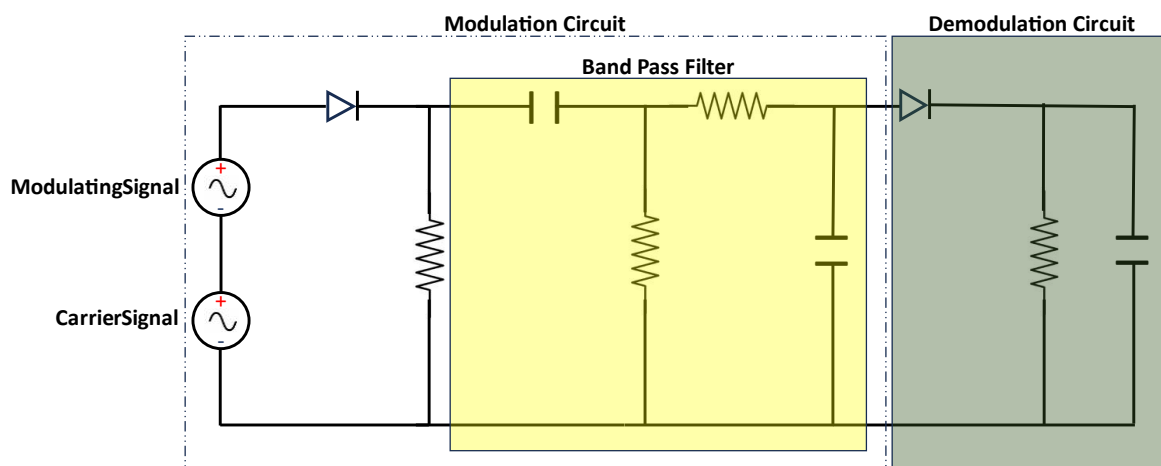 Modulation Circuit
Demodulation Circuit
Band Pass Filter
+
ModulatingSignal
-
+
CarrierSignal
-